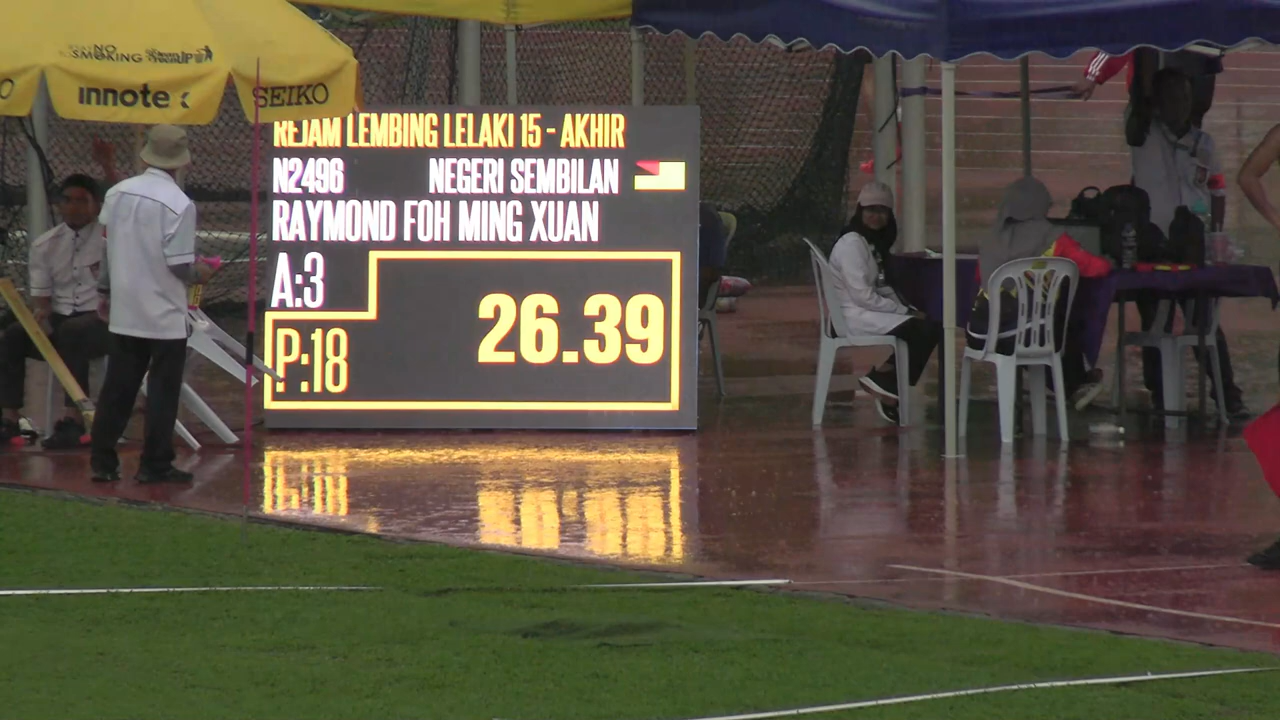 NO SMOKING
innote
SEIKO
REJAM LEMBING LELAKI 15 - AKHIR
N2496 NEGERI SEMBILAN
RAYMOND FOH MING XUAN
A:3
P:18 26.39